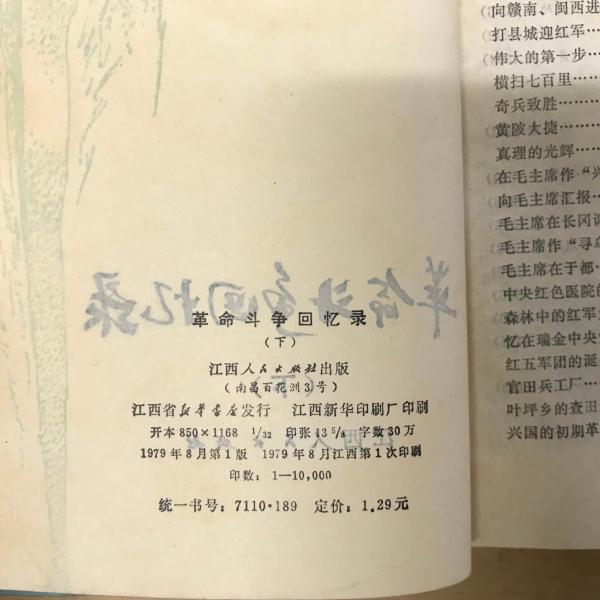 革命斗争回忆录
（下）
江西人民出版社出版
（南昌百花洲3号）
江西省新华书店发行 江西新华印刷厂印刷
开本850×1168 1/32 印张13 5/8 字数30万
1979年8月第1版 1979年8月江西第1次印刷
印数：1—10,000
统一书号：7110·189 定价：1.29元
向赣南、闽西进
打县城迎红军……
伟大的第一步……
横扫七百里……
奇兵致胜……
黄陂大捷……
真理的光辉……
在毛主席作“兴
向毛主席汇报……
毛主席在长冈调
毛主席作“寻乌
毛主席在于都
中央红色医院的
森林中的红军
忆在瑞金中央
红五军团的诞
官田兵工厂……
叶坪乡的查田
兴国的初期革